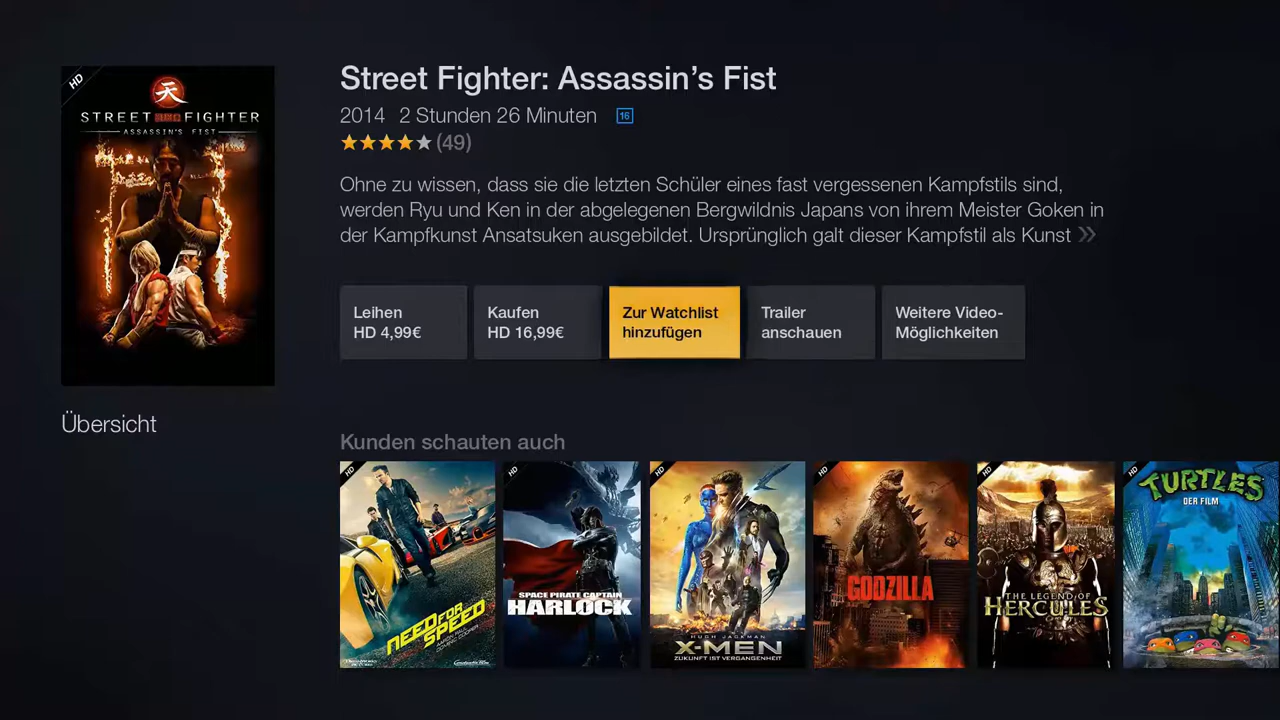 HD
天
STREET FIGHTER
ASSASSIN'S FIST
Street Fighter: Assassin's Fist
2014 2 Stunden 26 Minuten 16
(49)
Ohne zu wissen, dass sie die letzten Schüler eines fast vergessenen Kampfstils sind,
werden Ryu und Ken in der abgelegenen Bergwildnis Japans von ihrem Meister Goken in
der Kampfkunst Ansatsuken ausgebildet. Ursprünglich galt dieser Kampfstil als Kunst »
Leihen
HD 4,99€
Kaufen
HD 16,99€
Zur Watchlist
hinzufügen
Trailer
anschauen
Weitere Video-
Möglichkeiten
Übersicht
Kunden schauten auch
HD
NEED FOR
SPEED
HD
SPACE PIRATE CAPTAIN
HARLOCK
HD
HUGH JACKMAN
X-MEN
ZUKUNFT IST VERGANGENHEIT
HD
GODZILLA
HD
THE LEGEND OF
HERCULES
HD
TURTLES
DER FILM